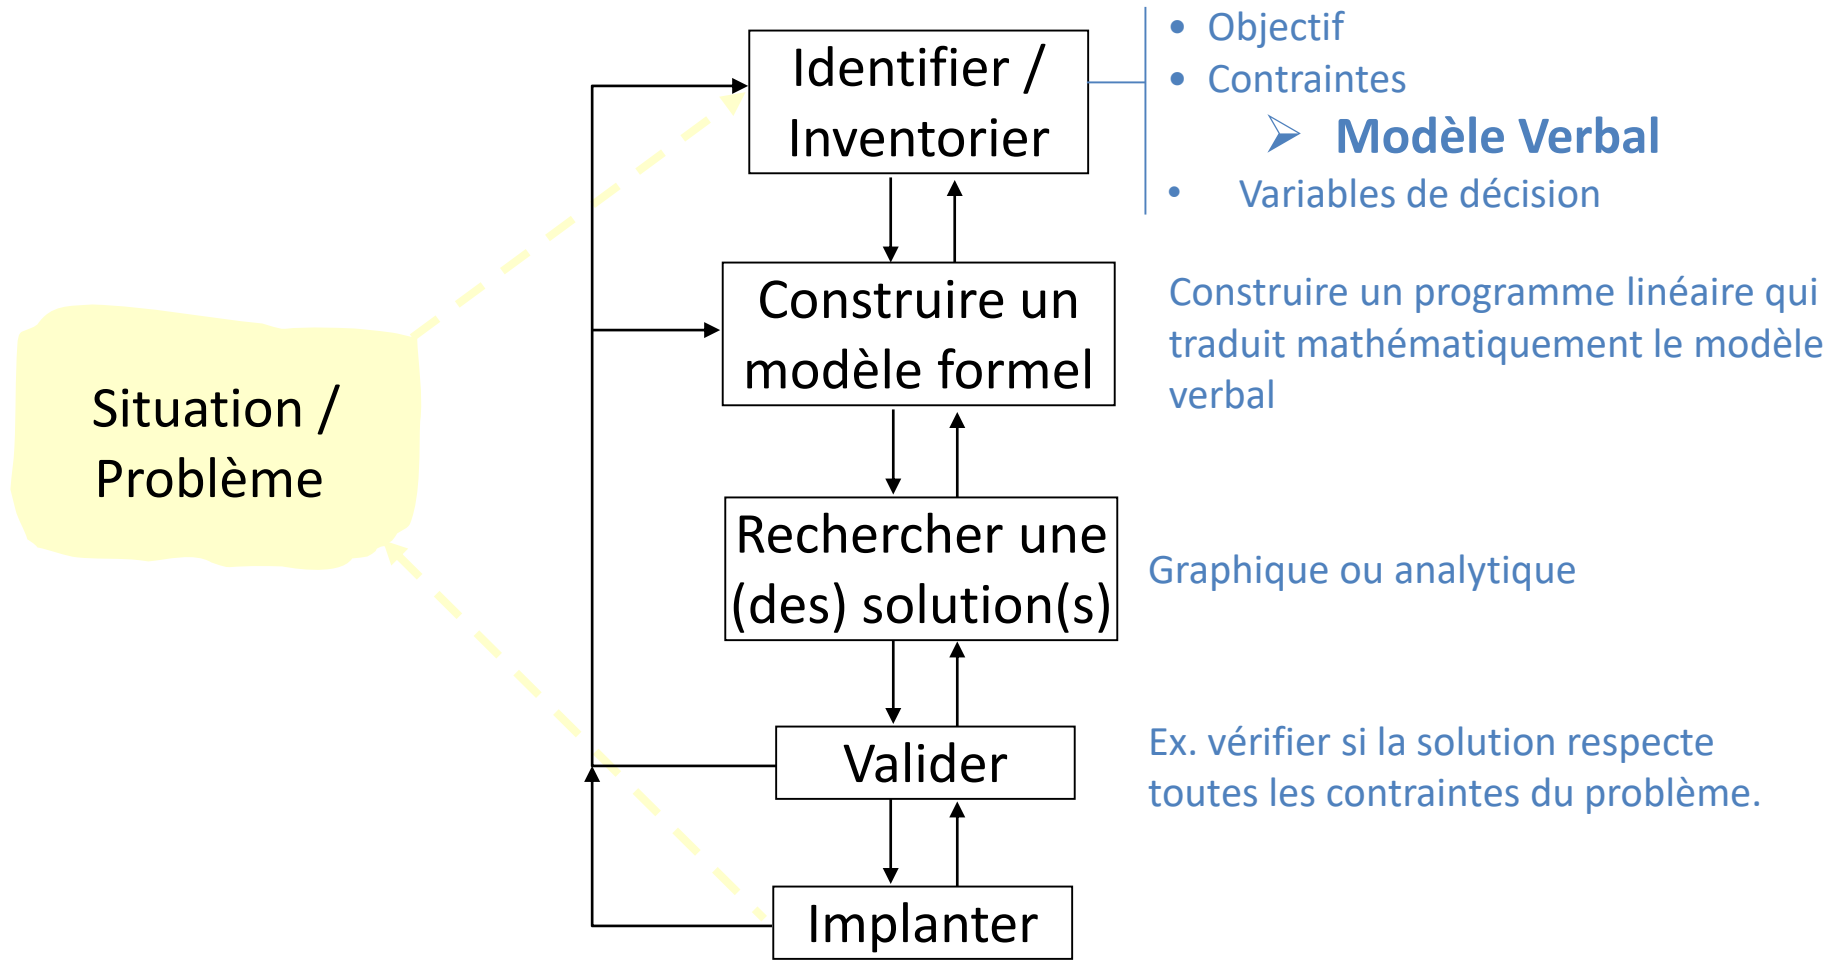 Identifier /
Inventorier
• Objectif
• Contraintes
➢ Modèle Verbal
• Variables de décision
Construire un
modèle formel
Construire un programme linéaire qui
traduit mathématiquement le modèle
verbal
Situation /
Problème
Rechercher une
(des) solution(s)
Graphique ou analytique
Valider
Ex. vérifier si la solution respecte
toutes les contraintes du problème.
Implanter